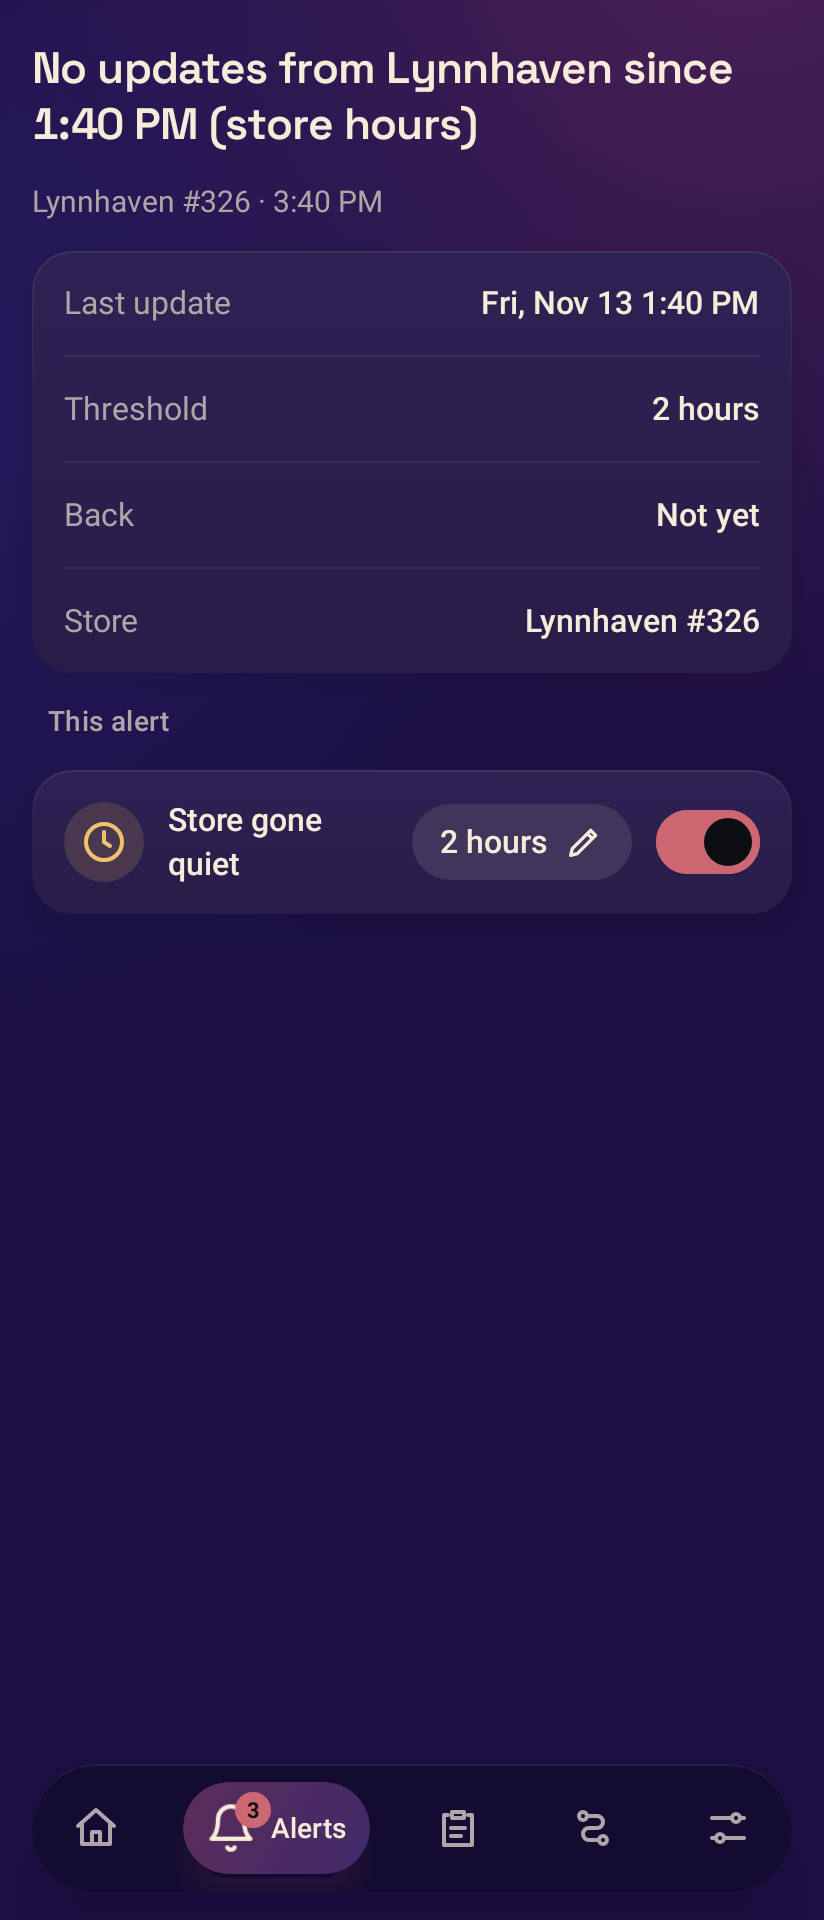 No updates from Lynnhaven since
1:40 PM (store hours)
Lynnhaven #326 · 3:40 PM
Last update Fri, Nov 13 1:40 PM
Threshold 2 hours
Back Not yet
Store Lynnhaven #326
This alert
Store gone
quiet
2 hours
3
Alerts